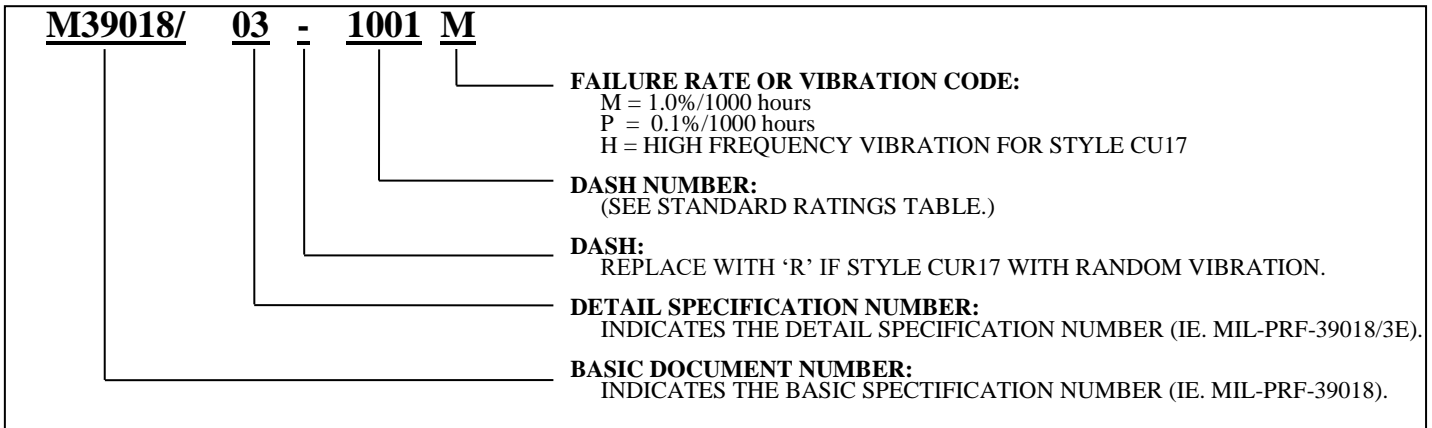 M39018/ 03 - 1001 M
FAILURE RATE OR VIBRATION CODE:
M = 1.0%/1000 hours
P = 0.1%/1000 hours
H = HIGH FREQUENCY VIBRATION FOR STYLE CU17
DASH NUMBER:
(SEE STANDARD RATINGS TABLE.)
DASH:
REPLACE WITH ‘R’ IF STYLE CUR17 WITH RANDOM VIBRATION.
DETAIL SPECIFICATION NUMBER:
INDICATES THE DETAIL SPECIFICATION NUMBER (IE. MIL-PRF-39018/3E).
BASIC DOCUMENT NUMBER:
INDICATES THE BASIC SPECTIFICATION NUMBER (IE. MIL-PRF-39018).